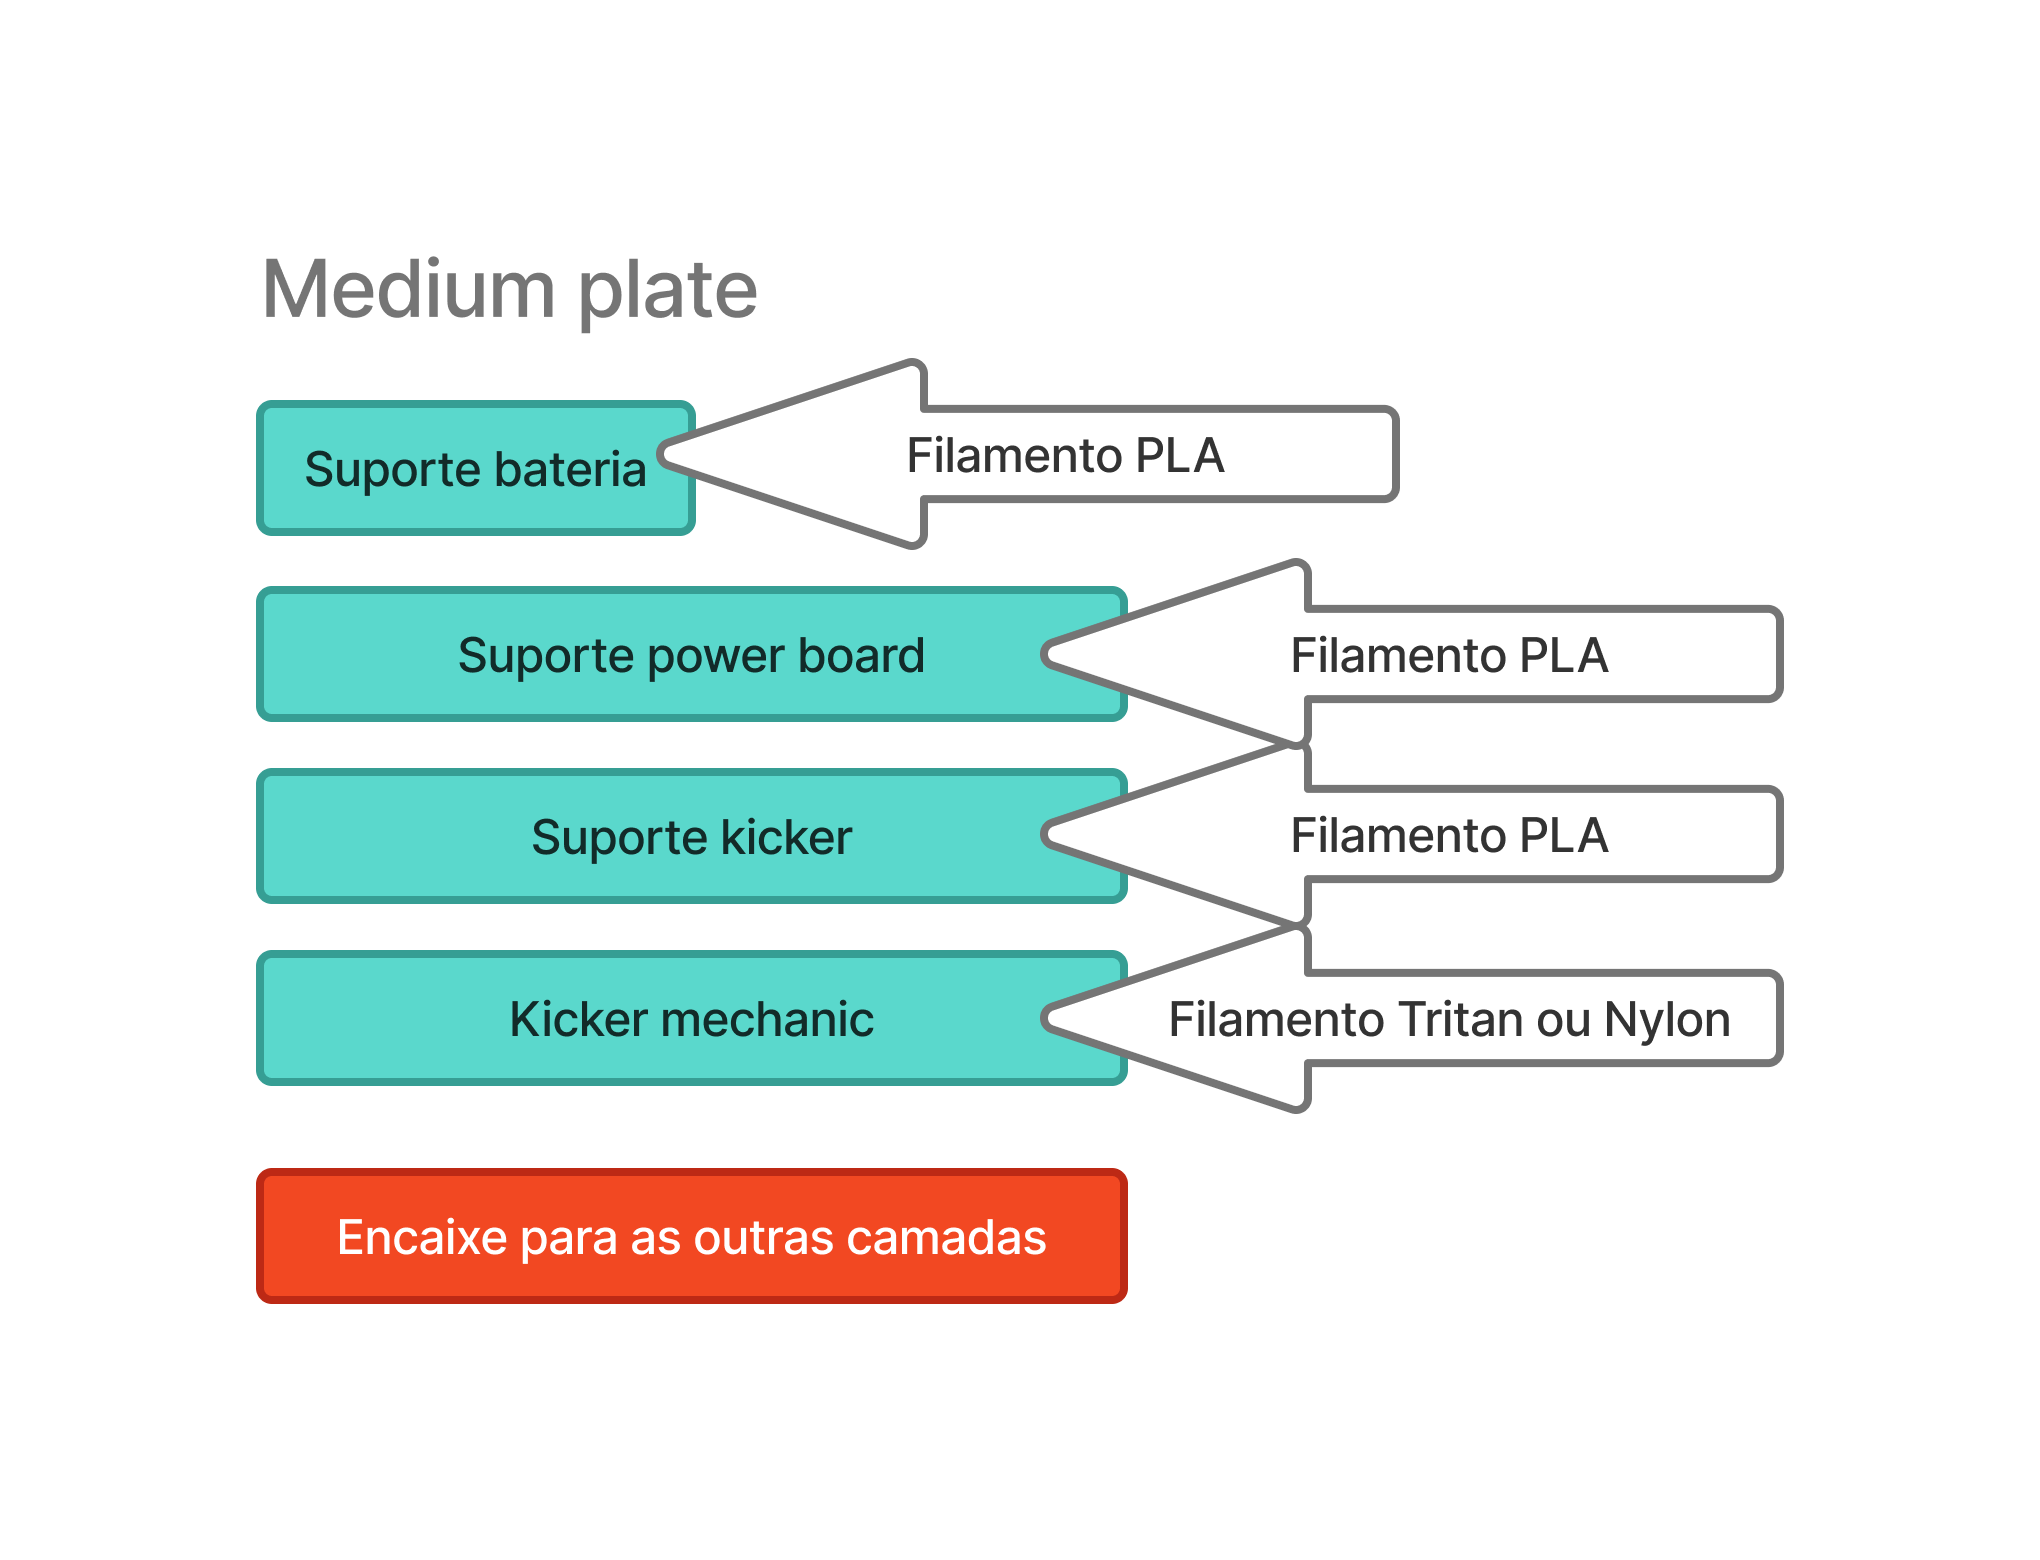 Medium plate
Suporte bateria
Filamento PLA
Suporte power board
Filamento PLA
Suporte kicker
Filamento PLA
Kicker mechanic
Filamento Tritan ou Nylon
Encaixe para as outras camadas